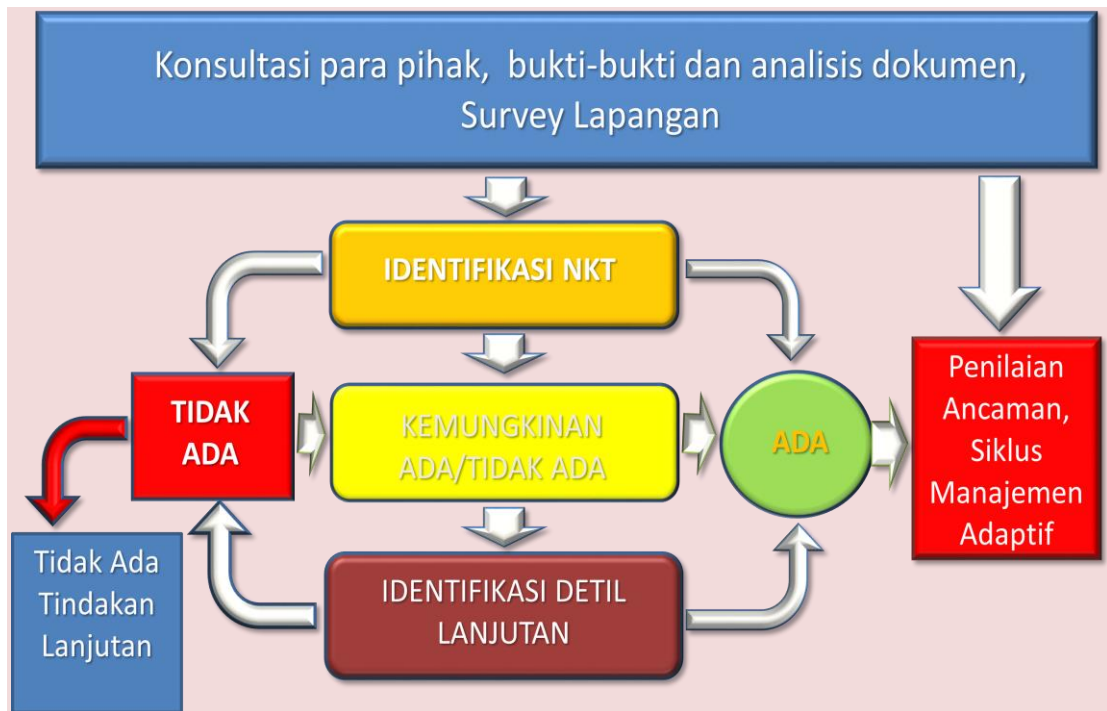 Konsultasi para pihak, bukti-bukti dan analisis dokumen,
Survey Lapangan
IDENTIFIKASI NKT
TIDAK
ADA
KEMUNGKINAN
ADA/TIDAK ADA
ADA
Penilaian
Ancaman,
Siklus
Manajemen
Adaptif
Tidak Ada
Tindakan
Lanjutan
IDENTIFIKASI DETIL
LANJUTAN